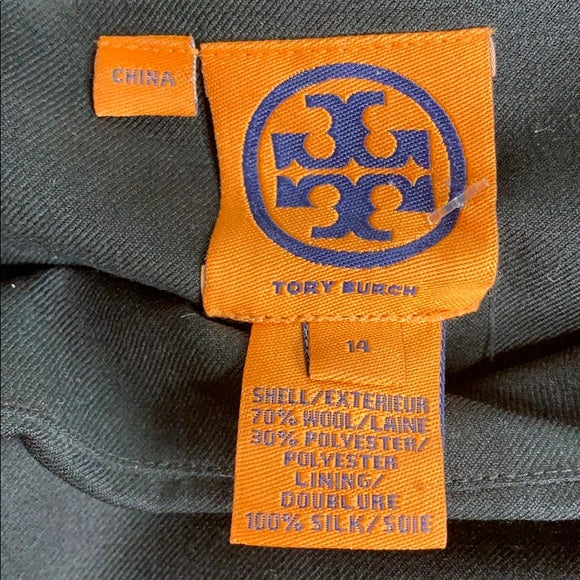 CHINA
TORY BURCH
14
SHELL/EXTERIEUR
70% WOOL/LAINE
30% POLYESTER/
POLYESTER
LINING/
DOUBLURE
100% SILK/SOIE